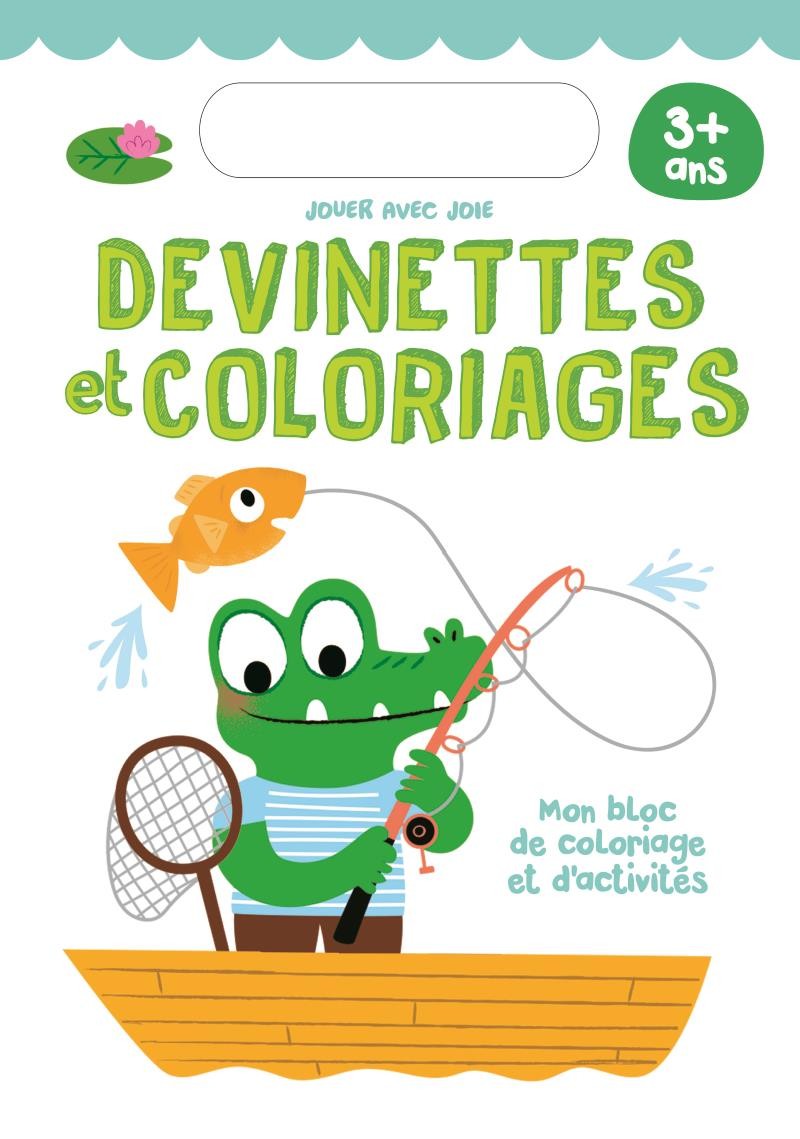 3+
ans
JOUER AVEC JOIE
DEVINETTES
et COLORIAGES
Mon bloc
de coloriage
et d'activités